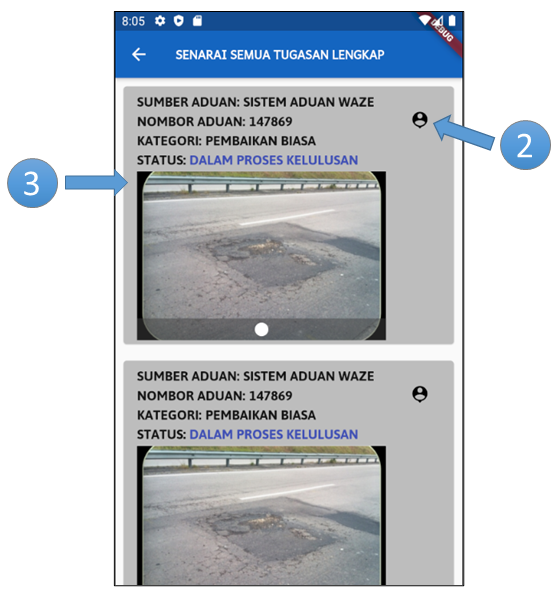 8:05
DEBUG
SENARAI SEMUA TUGASAN LENGKAP
SUMBER ADUAN: SISTEM ADUAN WAZE
NOMBOR ADUAN: 147869
KATEGORI: PEMBAIKAN BIASA
STATUS: DALAM PROSES KELULUSAN
2
3
SUMBER ADUAN: SISTEM ADUAN WAZE
NOMBOR ADUAN: 147869
KATEGORI: PEMBAIKAN BIASA
STATUS: DALAM PROSES KELULUSAN